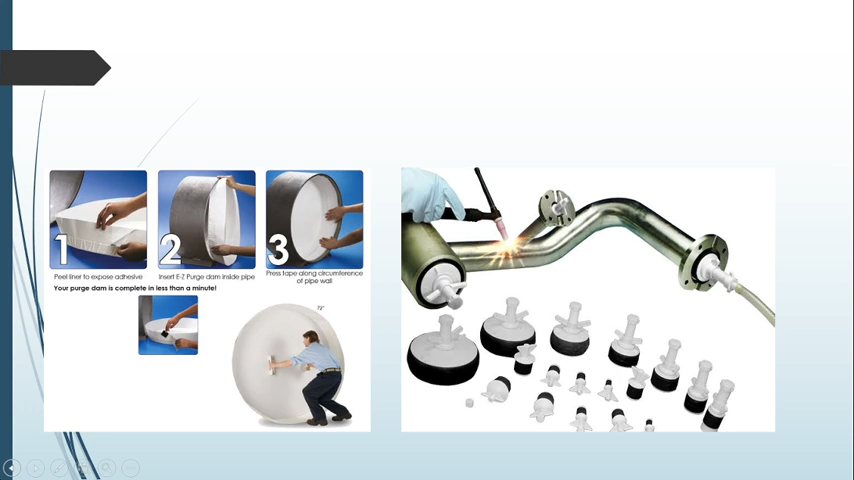 1
2
3
Peel liner to expose adhesive
Insert E-Z Purge dam inside pipe
Press tape along circumference
of pipe wall
Your purge dam is complete in less than a minute!
72"